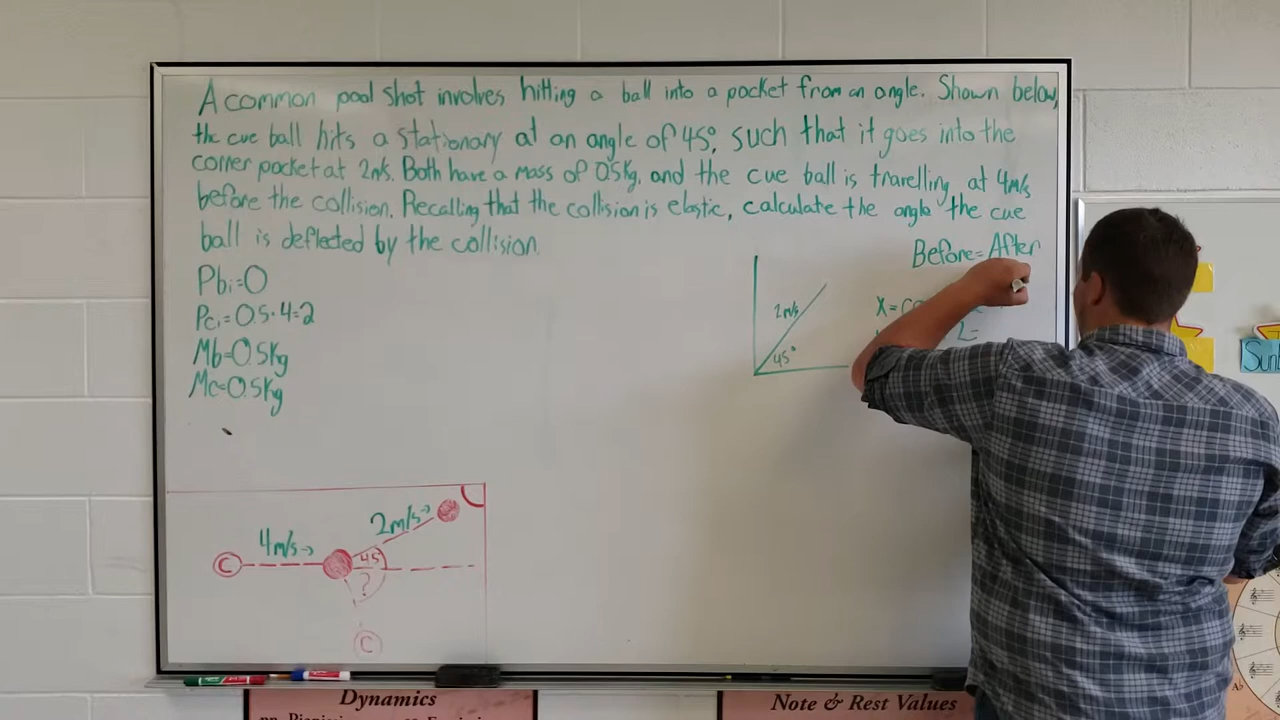 A common pool shot involves hitting a ball into a pocket from an angle. Shown below,
the cue ball hits a stationary at an angle of 45°, such that it goes into the
corner pocket at 2m/s. Both have a mass of 0.5Kg, and the cue ball is travelling at 4m/s
before the collision. Recalling that the collision is elastic, calculate the angle the cue
ball is deflected by the collision.
Before=After
Pbi=0
Pci=0.5·4=2
Mb=0.5Kg
Mc=0.5Kg
2m/s
45°
X=
2=
2m/s→
4m/s→
C
45
?
C
Dynamics
Note & Rest Values
Ab